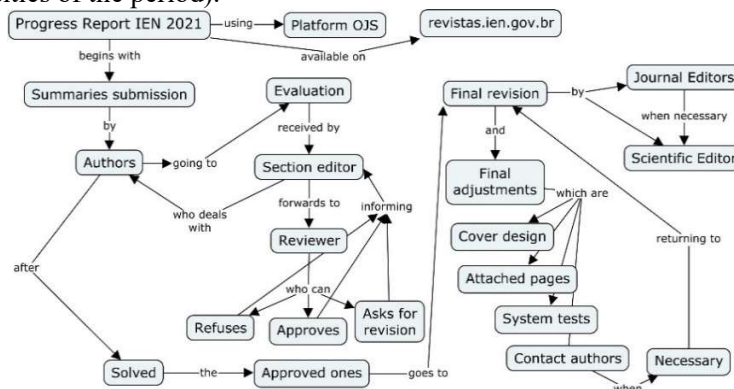 Progress Report IEN 2021
using
Platform OJS
revistas.ien.gov.br
available on
begins with
Summaries submission
by
Authors
going to
Evaluation
received by
Section editor
who deals
with
forwards to
informing
Reviewer
who can
Refuses
Approves
Asks for
revision
after
Solved
the
Approved ones
goes to
Final revision
by
Journal Editors
when necessary
Scientific Editor
and
Final
adjustments
which are
Cover design
Attached pages
System tests
Contact authors
when
Necessary
returning to